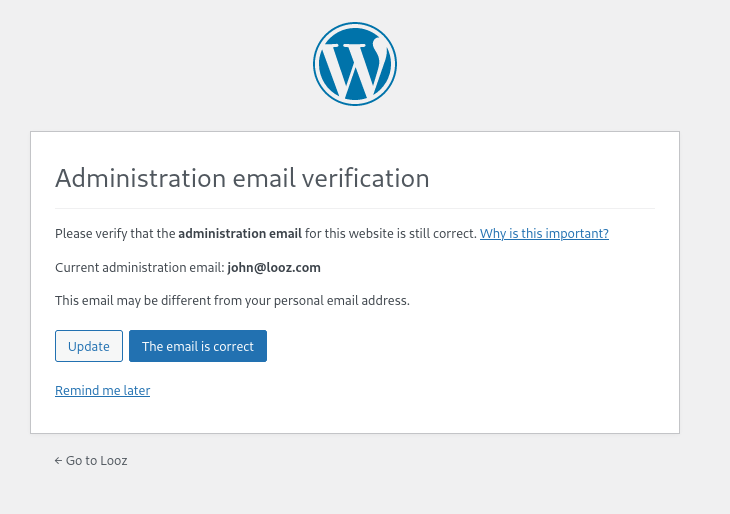 Administration email verification
Please verify that the administration email for this website is still correct. Why is this important?
Current administration email: john@looz.com
This email may be different from your personal email address.
Update The email is correct
Remind me later
← Go to Looz